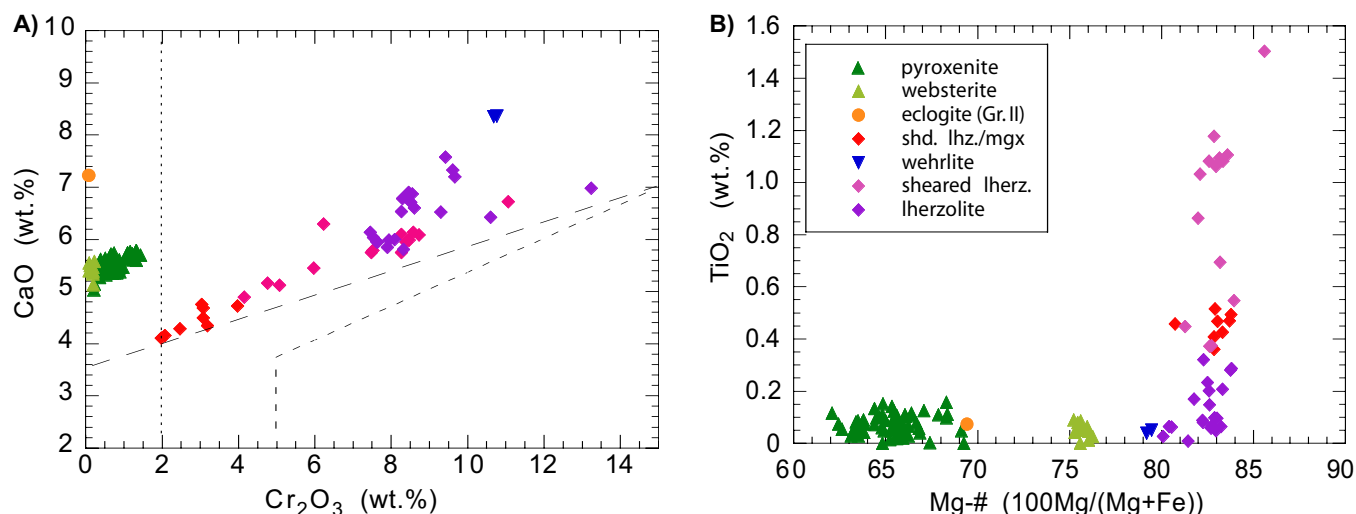 A)
10
9
8
7
6
5
4
3
2
CaO (wt.%)
0 2 4 6 8 10 12 14
Cr₂O₃ (wt.%)
B)
1.6
1.4
1.2
1.0
0.8
0.6
0.4
0.2
0
TiO₂ (wt.%)
pyroxenite
websterite
eclogite (Gr. II)
shd. lhz./mgx
wehrlite
sheared lherz.
lherzolite
60 65 70 75 80 85 90
Mg-# (100Mg/(Mg+Fe))